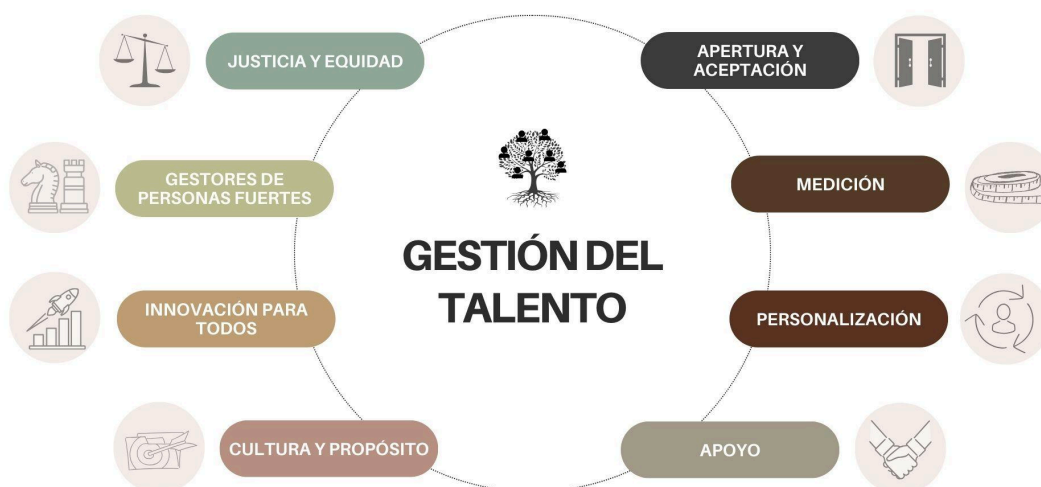 JUSTICIA Y EQUIDAD
APERTURA Y
ACEPTACIÓN
GESTORES DE
PERSONAS FUERTES
MEDICIÓN
GESTIÓN DEL
TALENTO
INNOVACIÓN PARA
TODOS
PERSONALIZACIÓN
CULTURA Y PROPÓSITO
APOYO